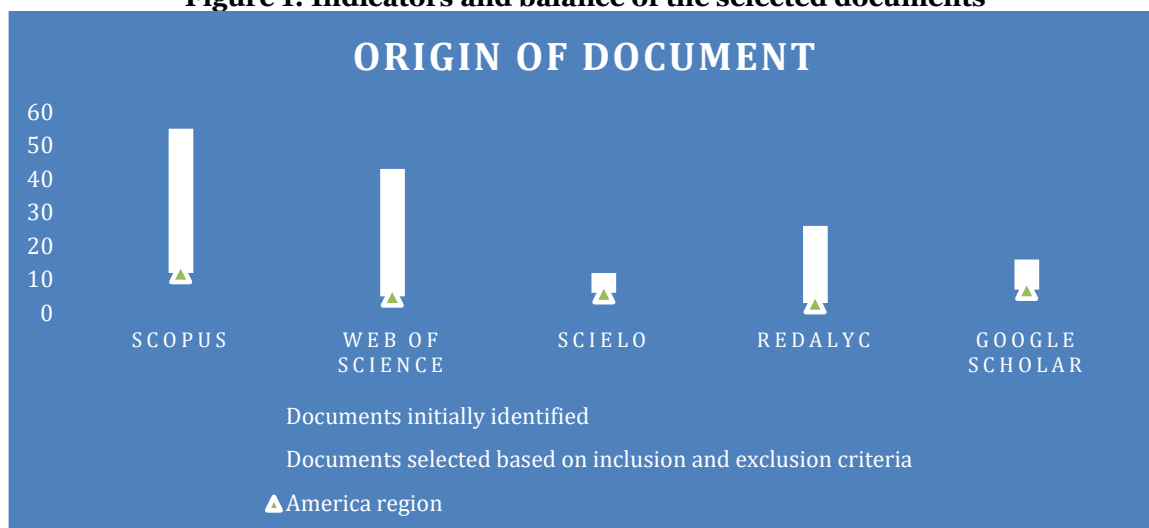 Figure 1. Indicators and balance of the selected documents
ORIGIN OF DOCUMENT
60
50
40
30
20
10
0
SCOPUS
WEB OF
SCIENCE
SCIELO
REDALYC
GOOGLE
SCHOLAR
Documents initially identified
Documents selected based on inclusion and exclusion criteria
America region